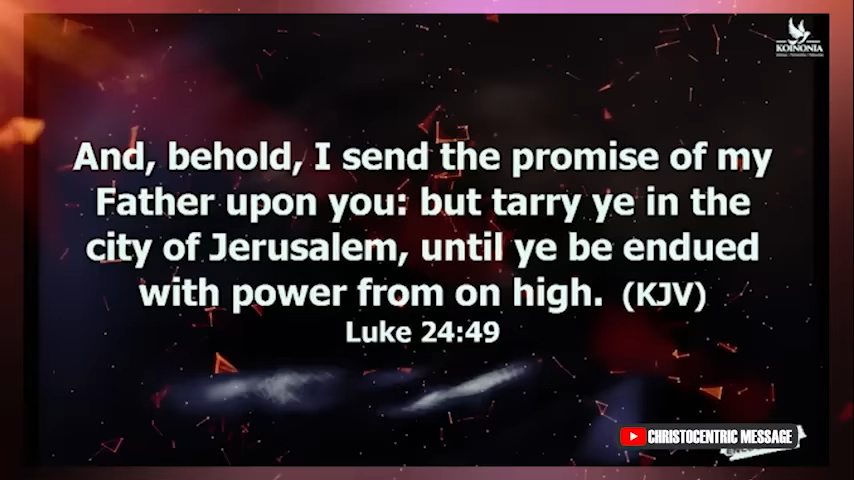 KOINONIA
And, behold, I send the promise of my
Father upon you: but tarry ye in the
city of Jerusalem, until ye be endued
with power from on high. (KJV)
Luke 24:49
CHRISTOCENTRIC MESSAGE